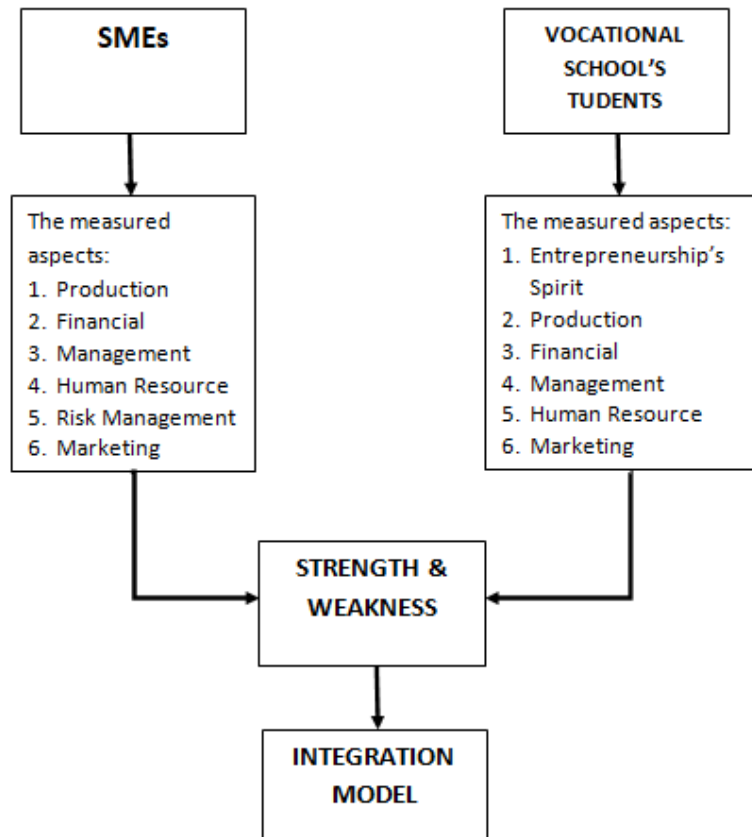 SMEs
VOCATIONAL
SCHOOL'S
TUDENTS
The measured
aspects:
1. Production
2. Financial
3. Management
4. Human Resource
5. Risk Management
6. Marketing
The measured aspects:
1. Entrepreneurship's
Spirit
2. Production
3. Financial
4. Management
5. Human Resource
6. Marketing
STRENGTH &
WEAKNESS
INTEGRATION
MODEL